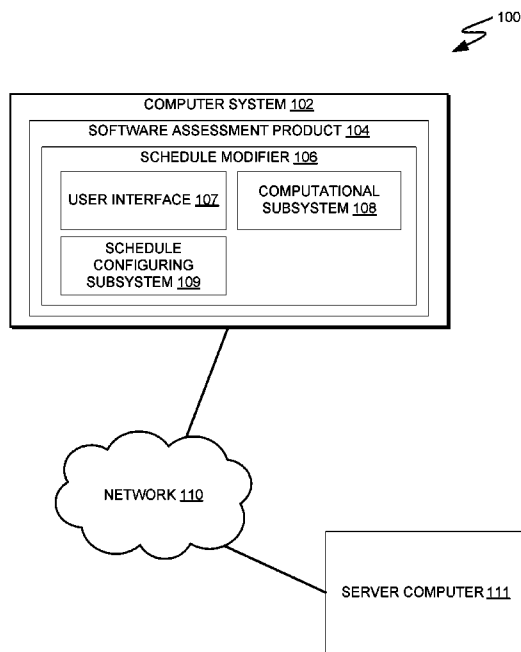 100
COMPUTER SYSTEM 102
SOFTWARE ASSESSMENT PRODUCT 104
SCHEDULE MODIFIER 106
USER INTERFACE 107
COMPUTATIONAL
SUBSYSTEM 108
SCHEDULE
CONFIGURING
SUBSYSTEM 109
NETWORK 110
SERVER COMPUTER 111